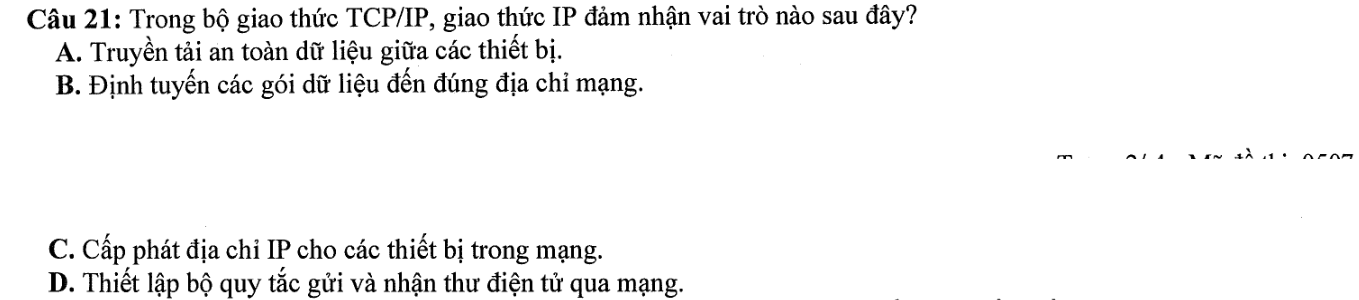 Câu 21: Trong bộ giao thức TCP/IP, giao thức IP đảm nhận vai trò nào sau đây?
A. Truyền tải an toàn dữ liệu giữa các thiết bị.
B. Định tuyến các gói dữ liệu đến đúng địa chỉ mạng.
C. Cấp phát địa chỉ IP cho các thiết bị trong mạng.
D. Thiết lập bộ quy tắc gửi và nhận thư điện tử qua mạng.